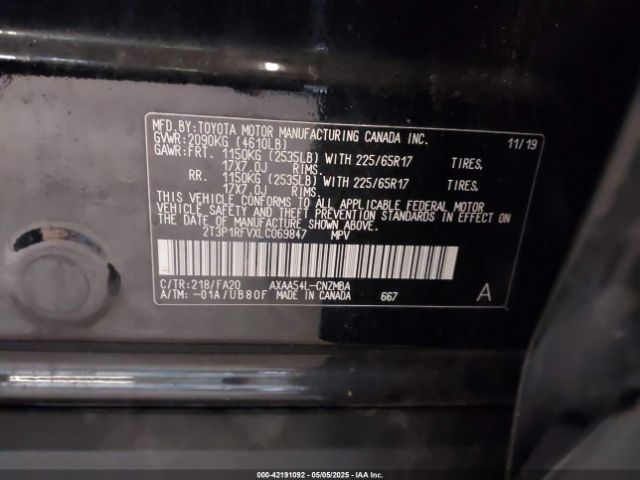 MFD.BY:TOYOTA MOTOR MANUFACTURING CANADA INC. 11/19
GVWR:2090KG (4610LB)
GAWR:FRT. 1150KG (2535LB) WITH 225/65R17 TIRES,
17X7.0J RIMS.
RR. 1150KG (2535LB) WITH 225/65R17 TIRES,
17X7.0J RIMS.
THIS VEHICLE CONFORMS TO ALL APPLICABLE FEDERAL MOTOR
VEHICLE SAFETY AND THEFT PREVENTION STANDARDS IN EFFECT ON
THE DATE OF MANUFACTURE SHOWN ABOVE.
2T3P1RFVXLC069847 MPV
C/TR:218/FA20 AXAA54L-CNZMBA
A/TM: -01A/UB80F MADE IN CANADA 667 A
000-42191092 - 05/05/2025 - IAA Inc.